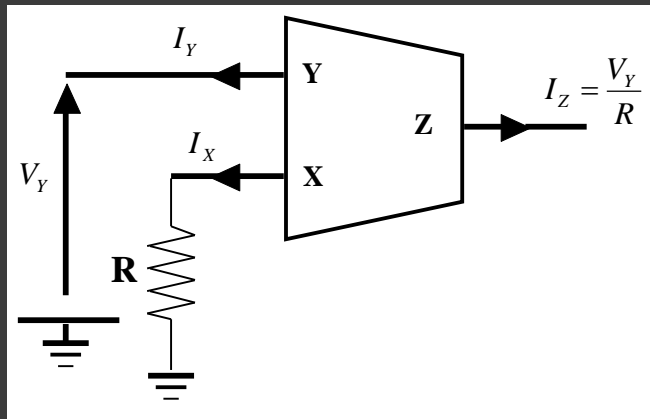 I_Y
Y
I_Z = V_Y / R
Z
I_X
V_Y
X
R